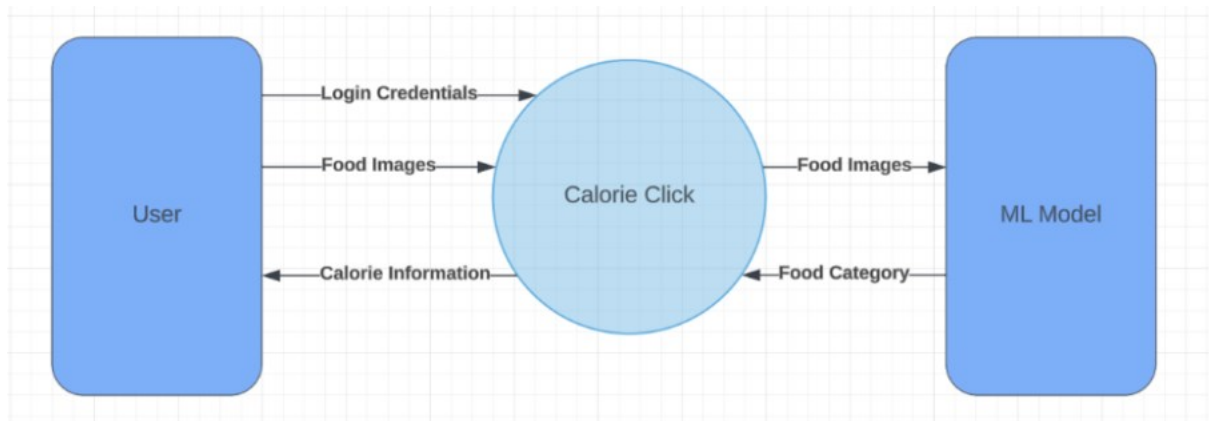 Login Credentials
Food Images
Food Images
Calorie Click
User
ML Model
Calorie Information
Food Category